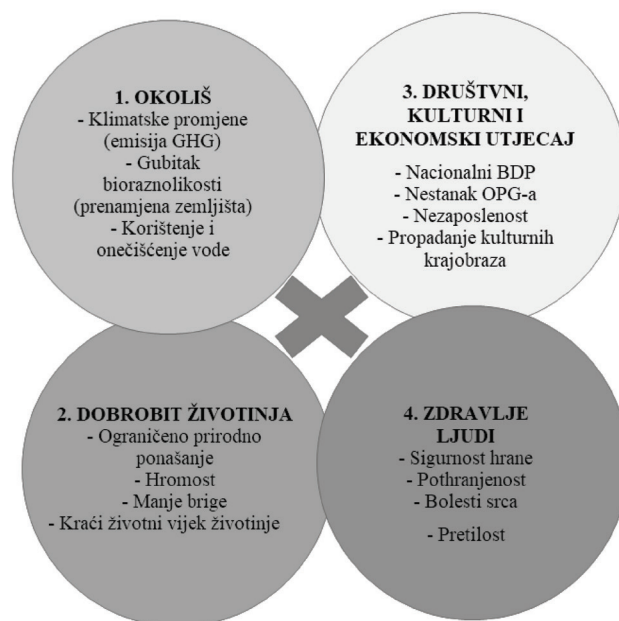 1. OKOLIŠ
- Klimatske promjene
(emisija GHG)
- Gubitak
bioraznolikosti
(prenamjena zemljišta)
- Korištenje i
onečišćenje vode
2. DOBROBIT ŽIVOTINJA
- Ograničeno prirodno
ponašanje
- Hromost
- Manje brige
- Kraći životni vijek životinje
3. DRUŠTVNI,
KULTURNI I
EKONOMSKI UTJECAJ
- Nacionalni BDP
- Nestanak OPG-a
- Nezaposlenost
- Propadanje kulturnih
krajobraza
4. ZDRAVLJE
LJUDI
- Sigurnost hrane
- Pothranjenost
- Bolesti srca
- Pretilost